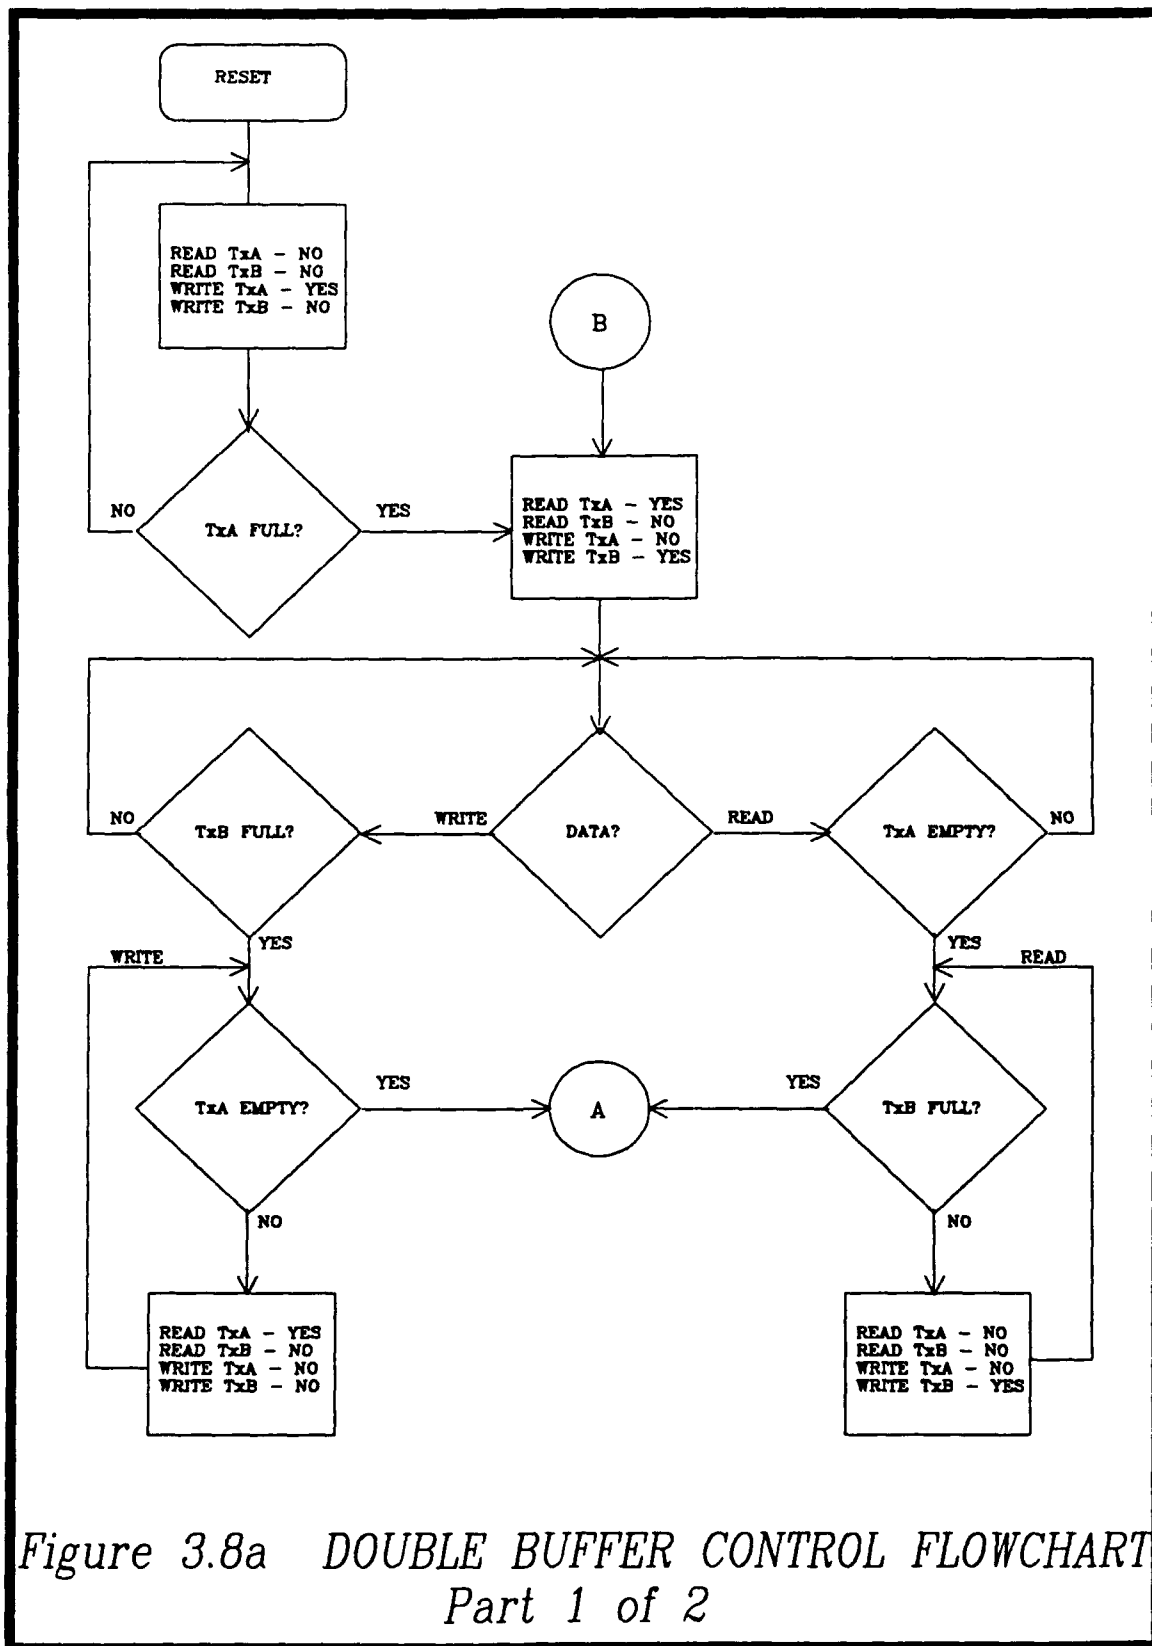 RESET
READ TxA - NO
READ TxB - NO
WRITE TxA - YES
WRITE TxB - NO
B
NO
TxA FULL?
YES
READ TxA - YES
READ TxB - NO
WRITE TxA - NO
WRITE TxB - YES
NO
TxB FULL?
WRITE
DATA?
READ
TxA EMPTY?
NO
YES
WRITE
YES
READ
TxA EMPTY?
YES
A
YES
TxB FULL?
NO
NO
READ TxA - YES
READ TxB - NO
WRITE TxA - NO
WRITE TxB - NO
READ TxA - NO
READ TxB - NO
WRITE TxA - NO
WRITE TxB - YES
Figure 3.8a DOUBLE BUFFER CONTROL FLOWCHART
Part 1 of 2